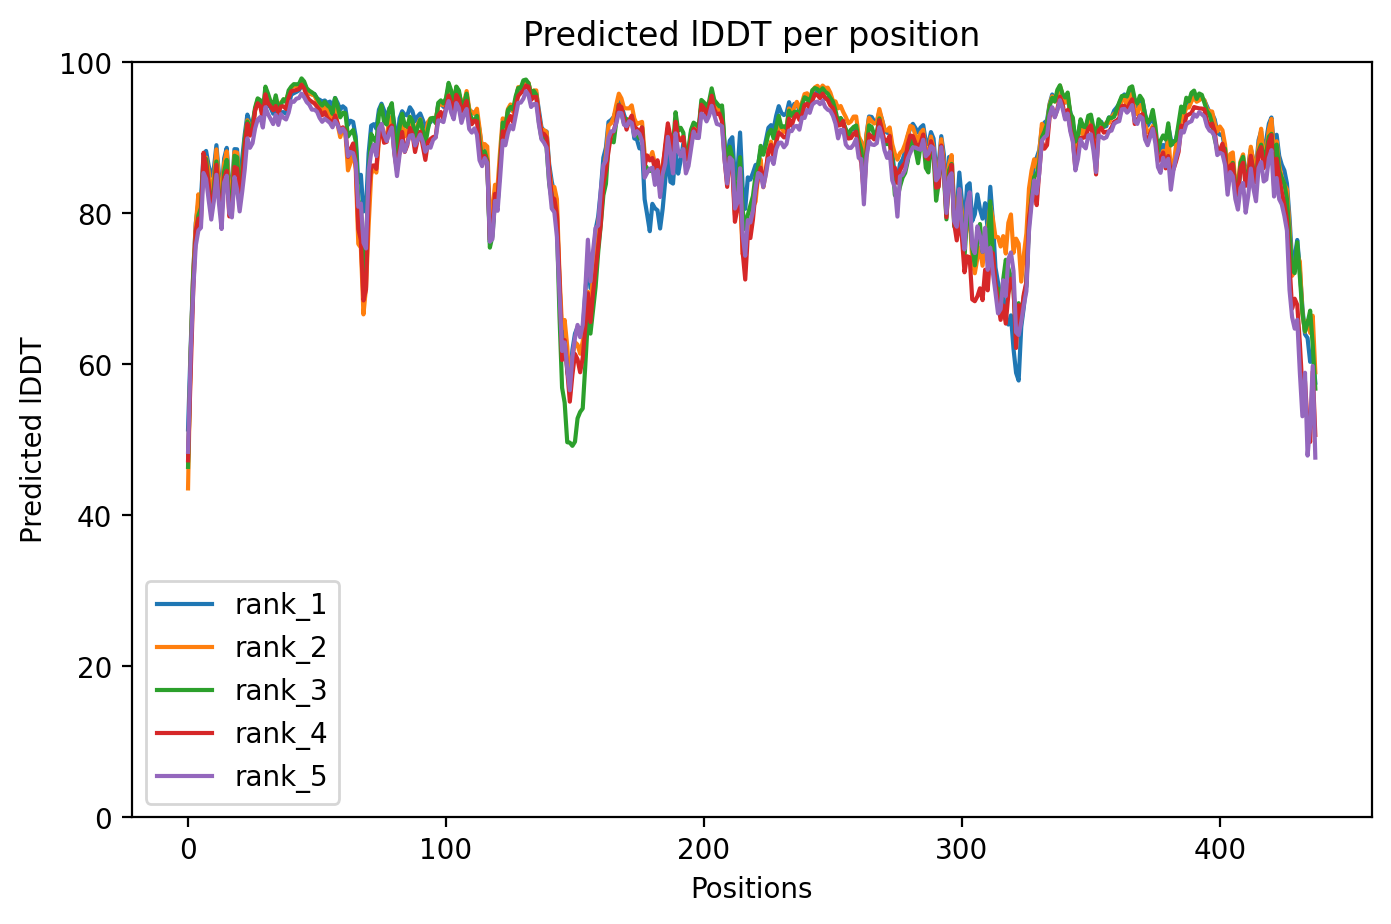 Predicted lDDT per position
100
80
60
40
20
0
Predicted lDDT
rank_1
rank_2
rank_3
rank_4
rank_5
0 100 200 300 400
Positions